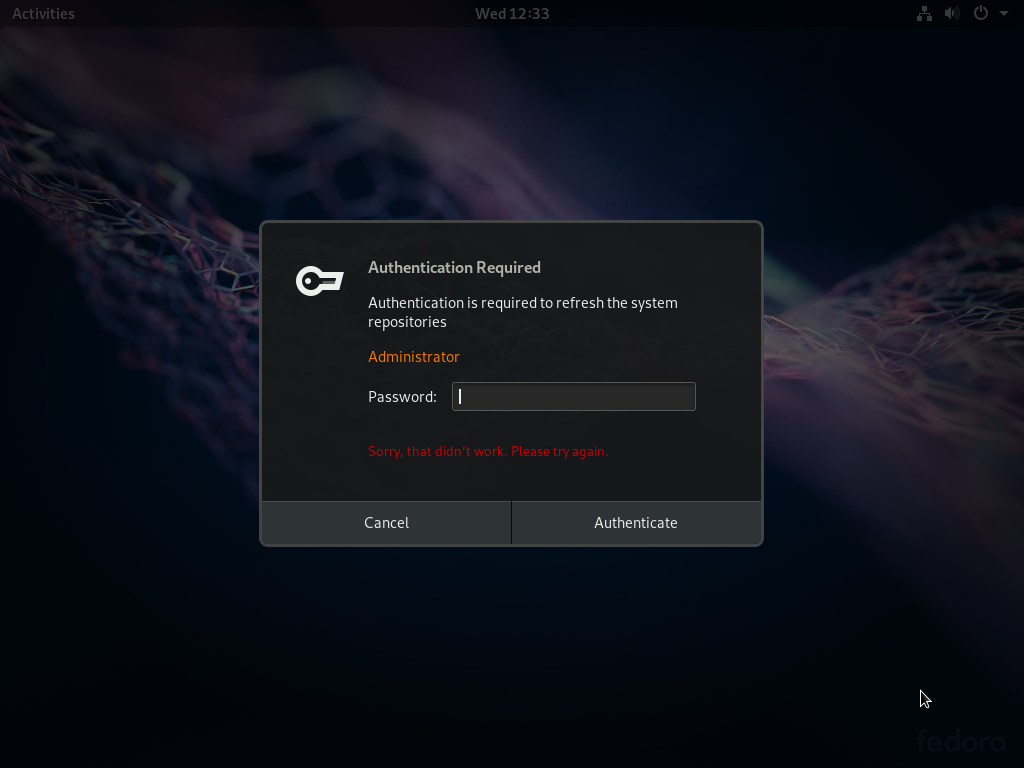 Activities
Wed 12:33
Authentication Required
Authentication is required to refresh the system
repositories
Administrator
Password:
Sorry, that didn't work. Please try again.
Cancel
Authenticate
fedora